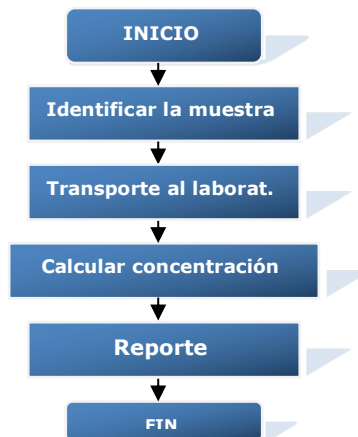 INICIO
Identificar la muestra
Transporte al laborat.
Calcular concentración
Reporte
FIN